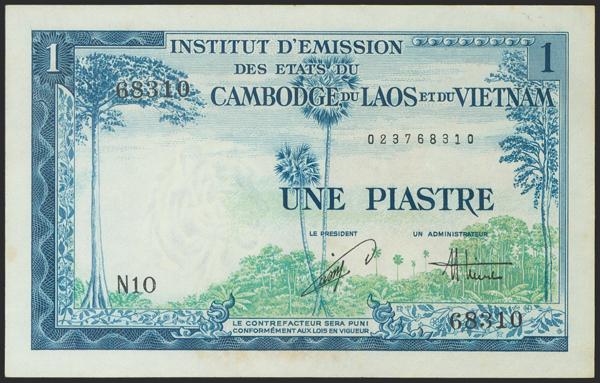 1 INSTITUT D'EMISSION 1
DES ETATS DU
68310
CAMBODGE DU LAOS ET DU VIETNAM
023768310
UNE PIASTRE
LE PRESIDENT UN ADMINISTRATEUR
N10
68310
LE CONTREFACTEUR SERA PUNI
CONFORMÉMENT AUX LOIS EN VIGUEUR